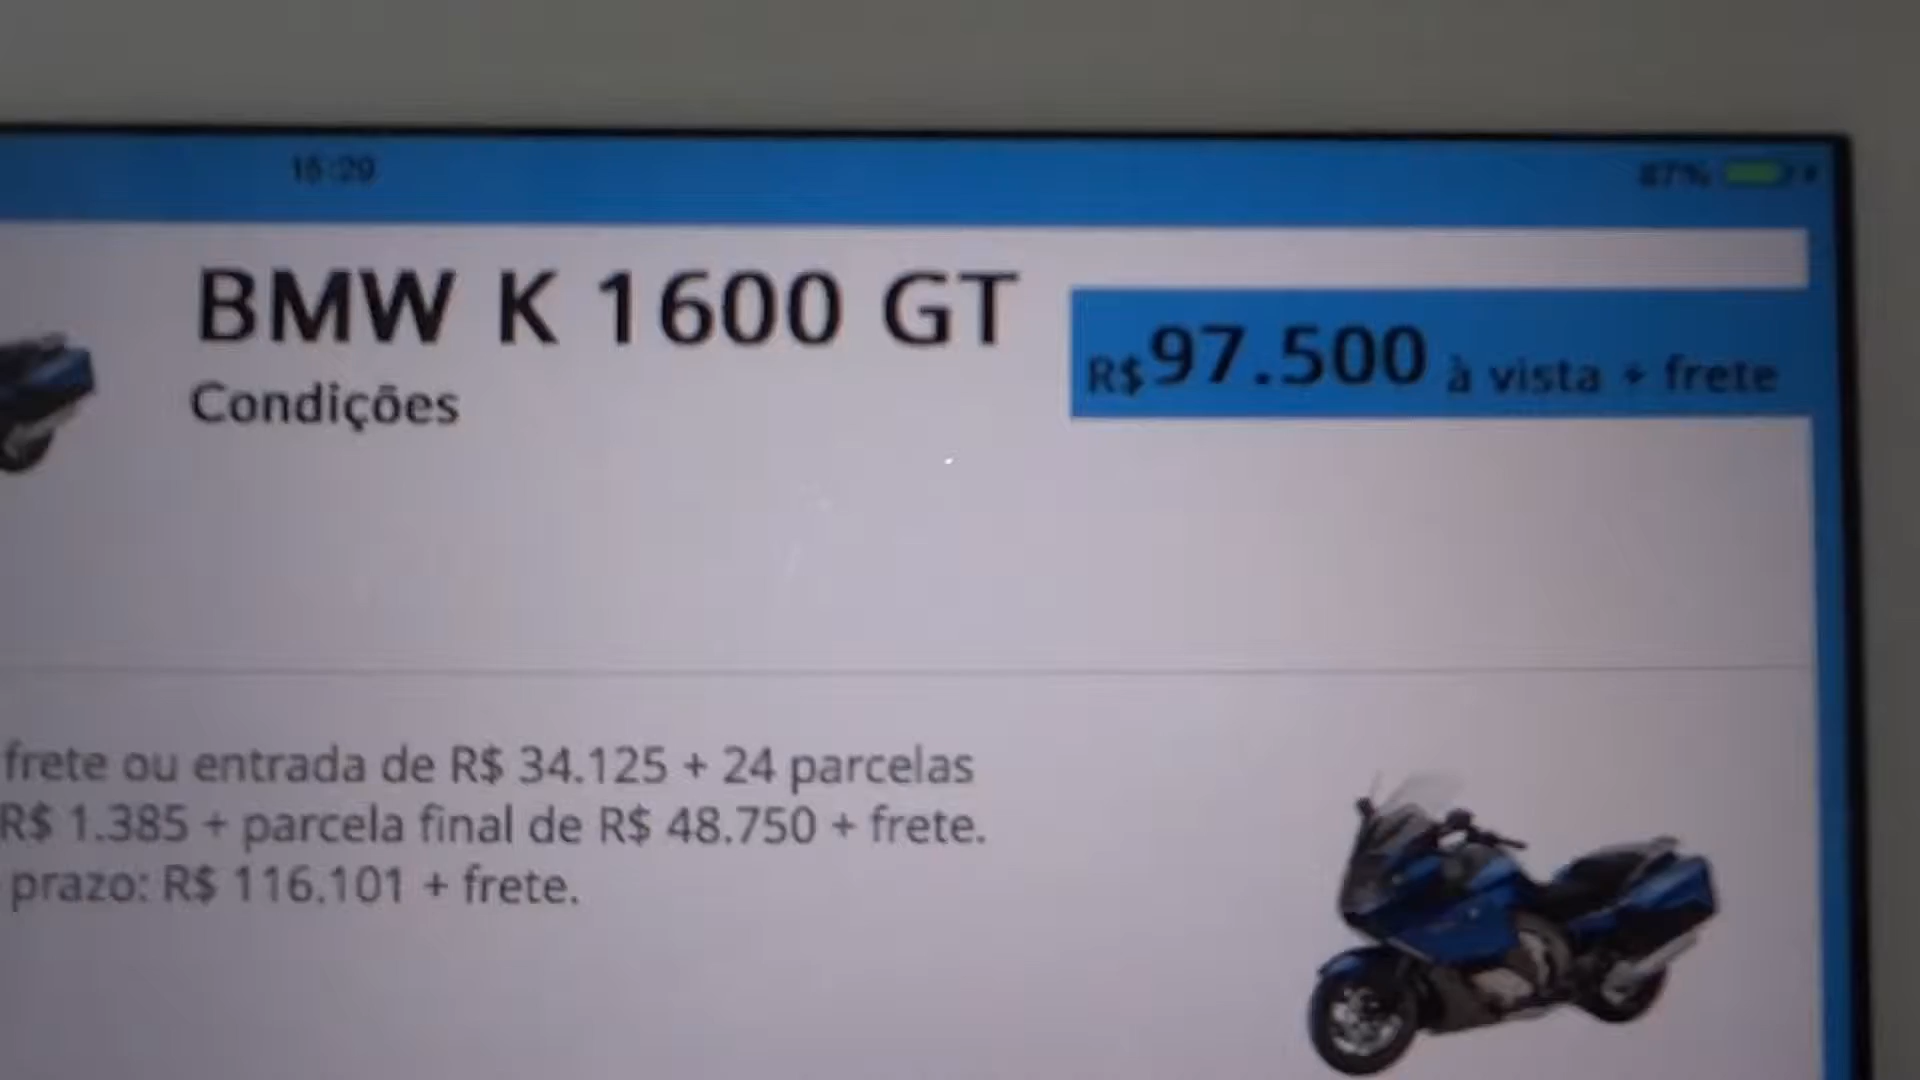 15:29
87%
BMW K 1600 GT
R$ 97.500 à vista + frete
Condições
frete ou entrada de R$ 34.125 + 24 parcelas
R$ 1.385 + parcela final de R$ 48.750 + frete.
prazo: R$ 116.101 + frete.